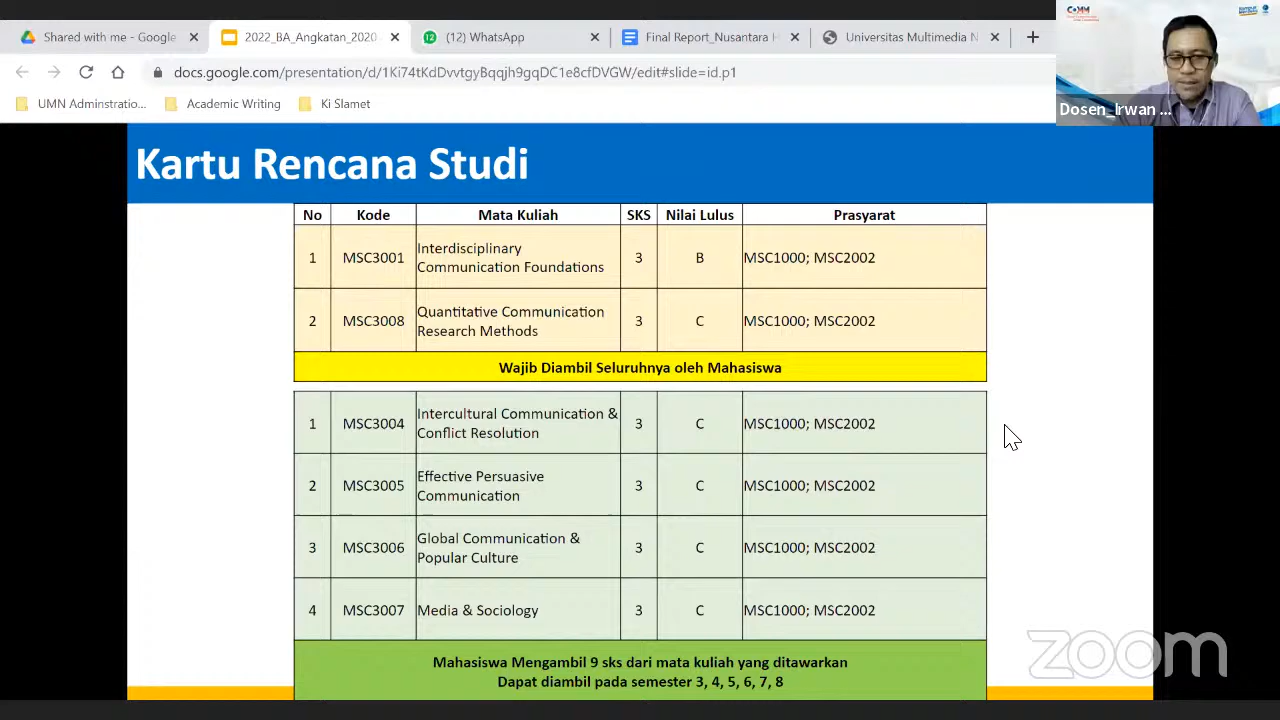 Shared with me - Google
2022_BA_Angkatan_2021
(12) WhatsApp
Final Report_Nusantara H
Universitas Multimedia N
docs.google.com/presentation/d/1Ki74tKdDvvtgyBqqjh9gqDC1e8cfDVGW/edit#slide=id.p1
UMN Adminstratio...
Academic Writing
Ki Slamet
COMM
Dosen_Irwan ...
Kartu Rencana Studi
No Kode Mata Kuliah SKS Nilai Lulus Prasyarat
1 MSC3001 Interdisciplinary
Communication Foundations 3 B MSC1000; MSC2002
2 MSC3008 Quantitative Communication
Research Methods 3 C MSC1000; MSC2002
Wajib Diambil Seluruhnya oleh Mahasiswa
1 MSC3004 Intercultural Communication &
Conflict Resolution 3 C MSC1000; MSC2002
2 MSC3005 Effective Persuasive
Communication 3 C MSC1000; MSC2002
3 MSC3006 Global Communication &
Popular Culture 3 C MSC1000; MSC2002
4 MSC3007 Media & Sociology 3 C MSC1000; MSC2002
Mahasiswa Mengambil 9 sks dari mata kuliah yang ditawarkan
Dapat diambil pada semester 3, 4, 5, 6, 7, 8
zoom